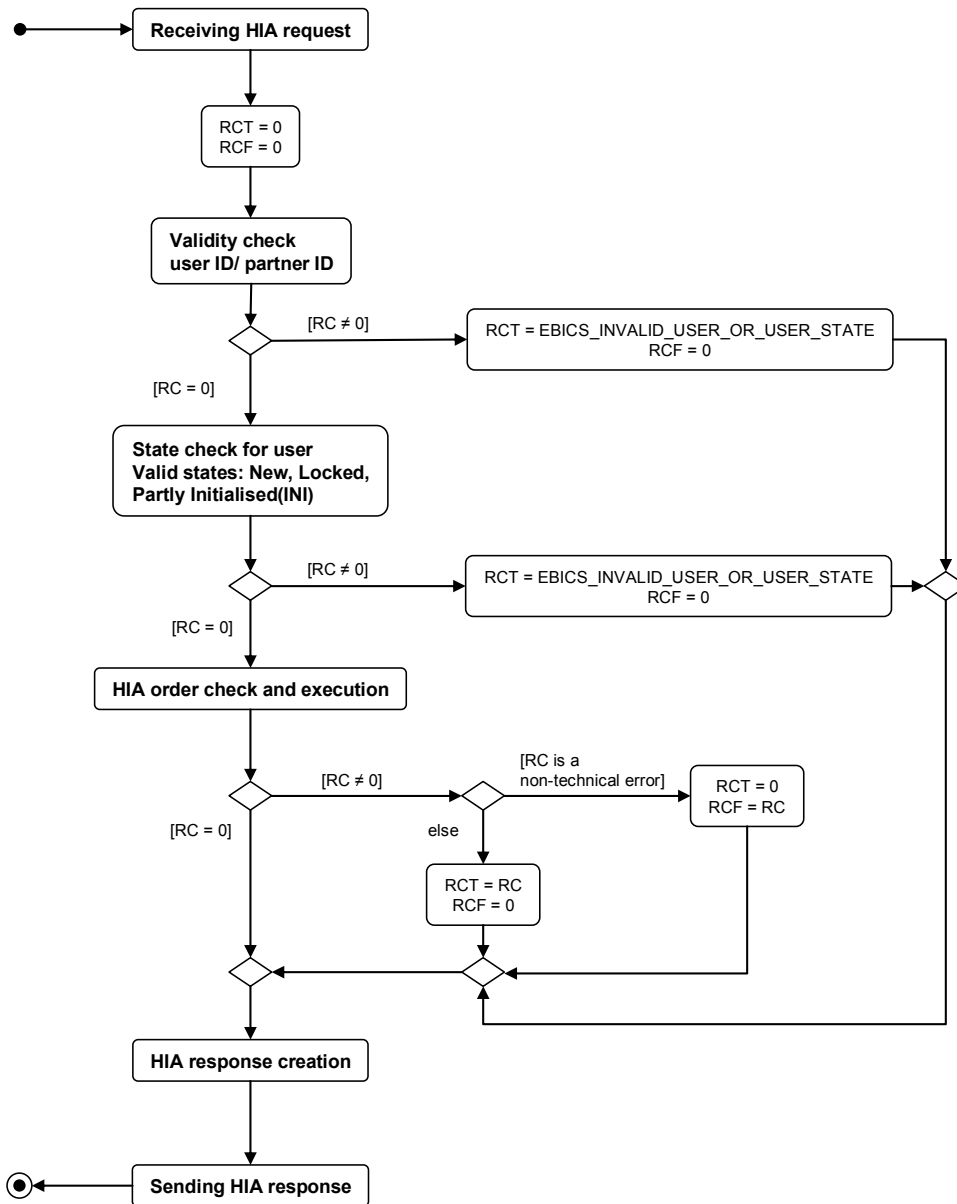 Receiving HIA request
RCT = 0
RCF = 0
Validity check
user ID/ partner ID
[RC ≠ 0]
RCT = EBICS_INVALID_USER_OR_USER_STATE
RCF = 0
[RC = 0]
State check for user
Valid states: New, Locked,
Partly Initialised(INI)
[RC ≠ 0]
RCT = EBICS_INVALID_USER_OR_USER_STATE
RCF = 0
[RC = 0]
HIA order check and execution
[RC ≠ 0]
[RC is a
non-technical error]
RCT = 0
RCF = RC
[RC = 0]
else
RCT = RC
RCF = 0
HIA response creation
Sending HIA response